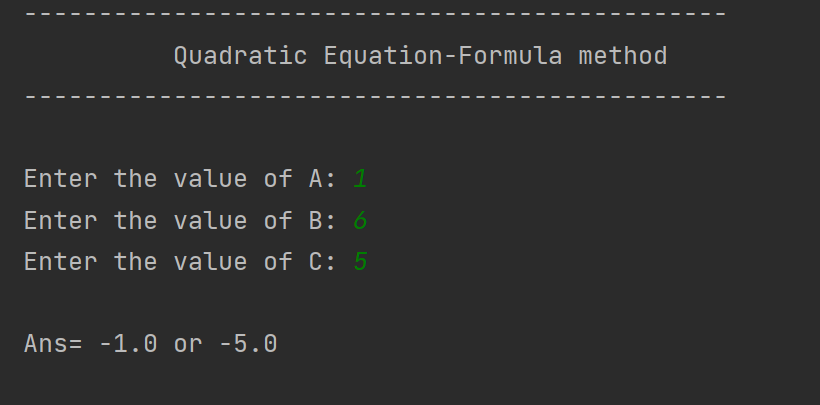 -----------------------------------------------
Quadratic Equation-Formula method
-----------------------------------------------
Enter the value of A: 1
Enter the value of B: 6
Enter the value of C: 5
Ans= -1.0 or -5.0